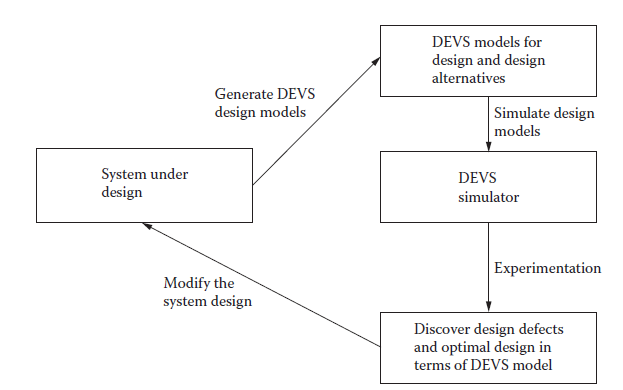 DEVS models for
design and design
alternatives
Generate DEVS
design models
Simulate design
models
System under
design
DEVS
simulator
Experimentation
Modify the
system design
Discover design defects
and optimal design in
terms of DEVS model